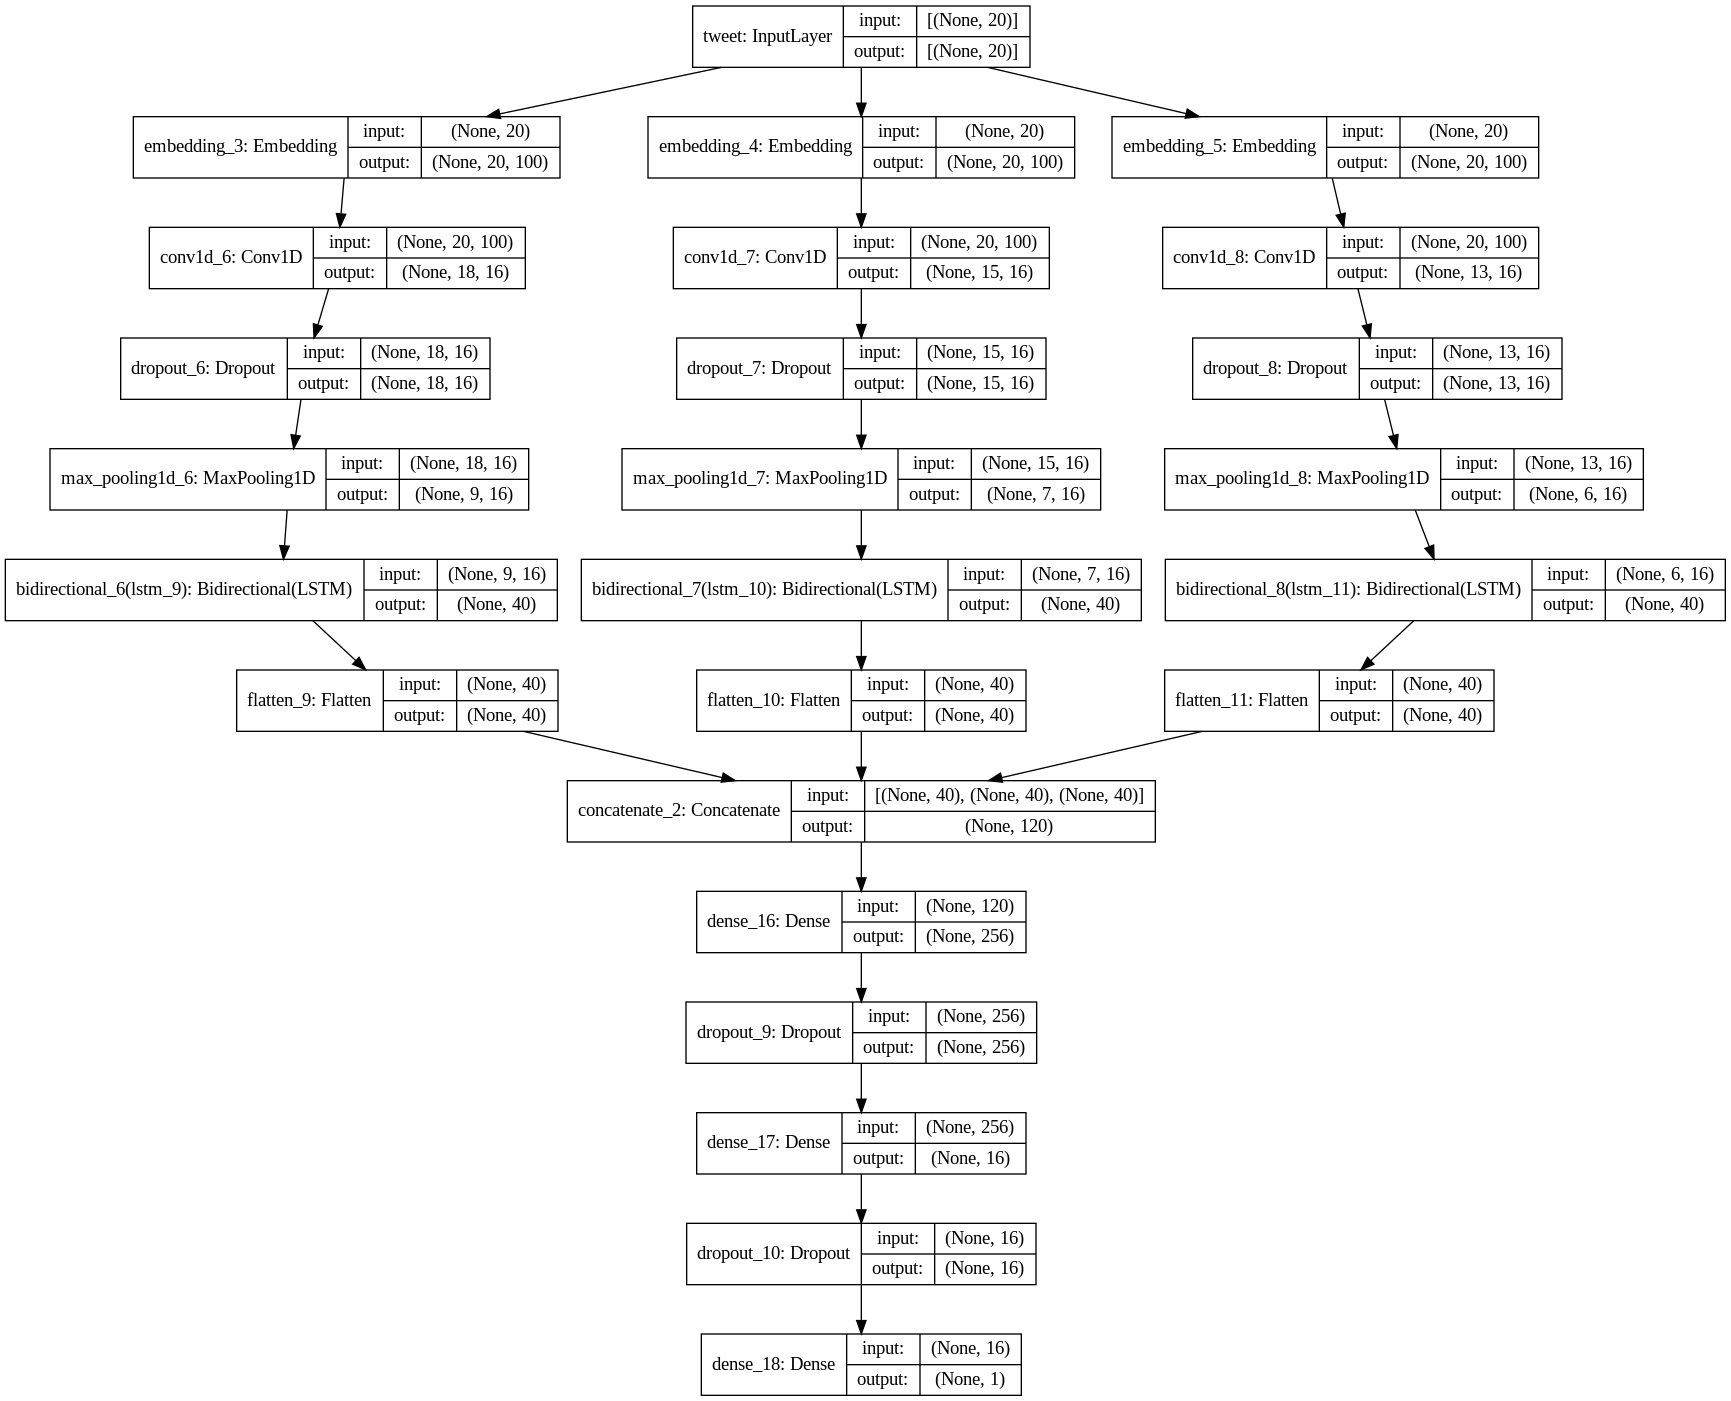 tweet: InputLayer input: [(None, 20)]
output: [(None, 20)]
embedding_3: Embedding input: (None, 20)
output: (None, 20, 100)
embedding_4: Embedding input: (None, 20)
output: (None, 20, 100)
embedding_5: Embedding input: (None, 20)
output: (None, 20, 100)
conv1d_6: Conv1D input: (None, 20, 100)
output: (None, 18, 16)
conv1d_7: Conv1D input: (None, 20, 100)
output: (None, 15, 16)
conv1d_8: Conv1D input: (None, 20, 100)
output: (None, 13, 16)
dropout_6: Dropout input: (None, 18, 16)
output: (None, 18, 16)
dropout_7: Dropout input: (None, 15, 16)
output: (None, 15, 16)
dropout_8: Dropout input: (None, 13, 16)
output: (None, 13, 16)
max_pooling1d_6: MaxPooling1D input: (None, 18, 16)
output: (None, 9, 16)
max_pooling1d_7: MaxPooling1D input: (None, 15, 16)
output: (None, 7, 16)
max_pooling1d_8: MaxPooling1D input: (None, 13, 16)
output: (None, 6, 16)
bidirectional_6(lstm_9): Bidirectional(LSTM) input: (None, 9, 16)
output: (None, 40)
bidirectional_7(lstm_10): Bidirectional(LSTM) input: (None, 7, 16)
output: (None, 40)
bidirectional_8(lstm_11): Bidirectional(LSTM) input: (None, 6, 16)
output: (None, 40)
flatten_9: Flatten input: (None, 40)
output: (None, 40)
flatten_10: Flatten input: (None, 40)
output: (None, 40)
flatten_11: Flatten input: (None, 40)
output: (None, 40)
concatenate_2: Concatenate input: [(None, 40), (None, 40), (None, 40)]
output: (None, 120)
dense_16: Dense input: (None, 120)
output: (None, 256)
dropout_9: Dropout input: (None, 256)
output: (None, 256)
dense_17: Dense input: (None, 256)
output: (None, 16)
dropout_10: Dropout input: (None, 16)
output: (None, 16)
dense_18: Dense input: (None, 16)
output: (None, 1)